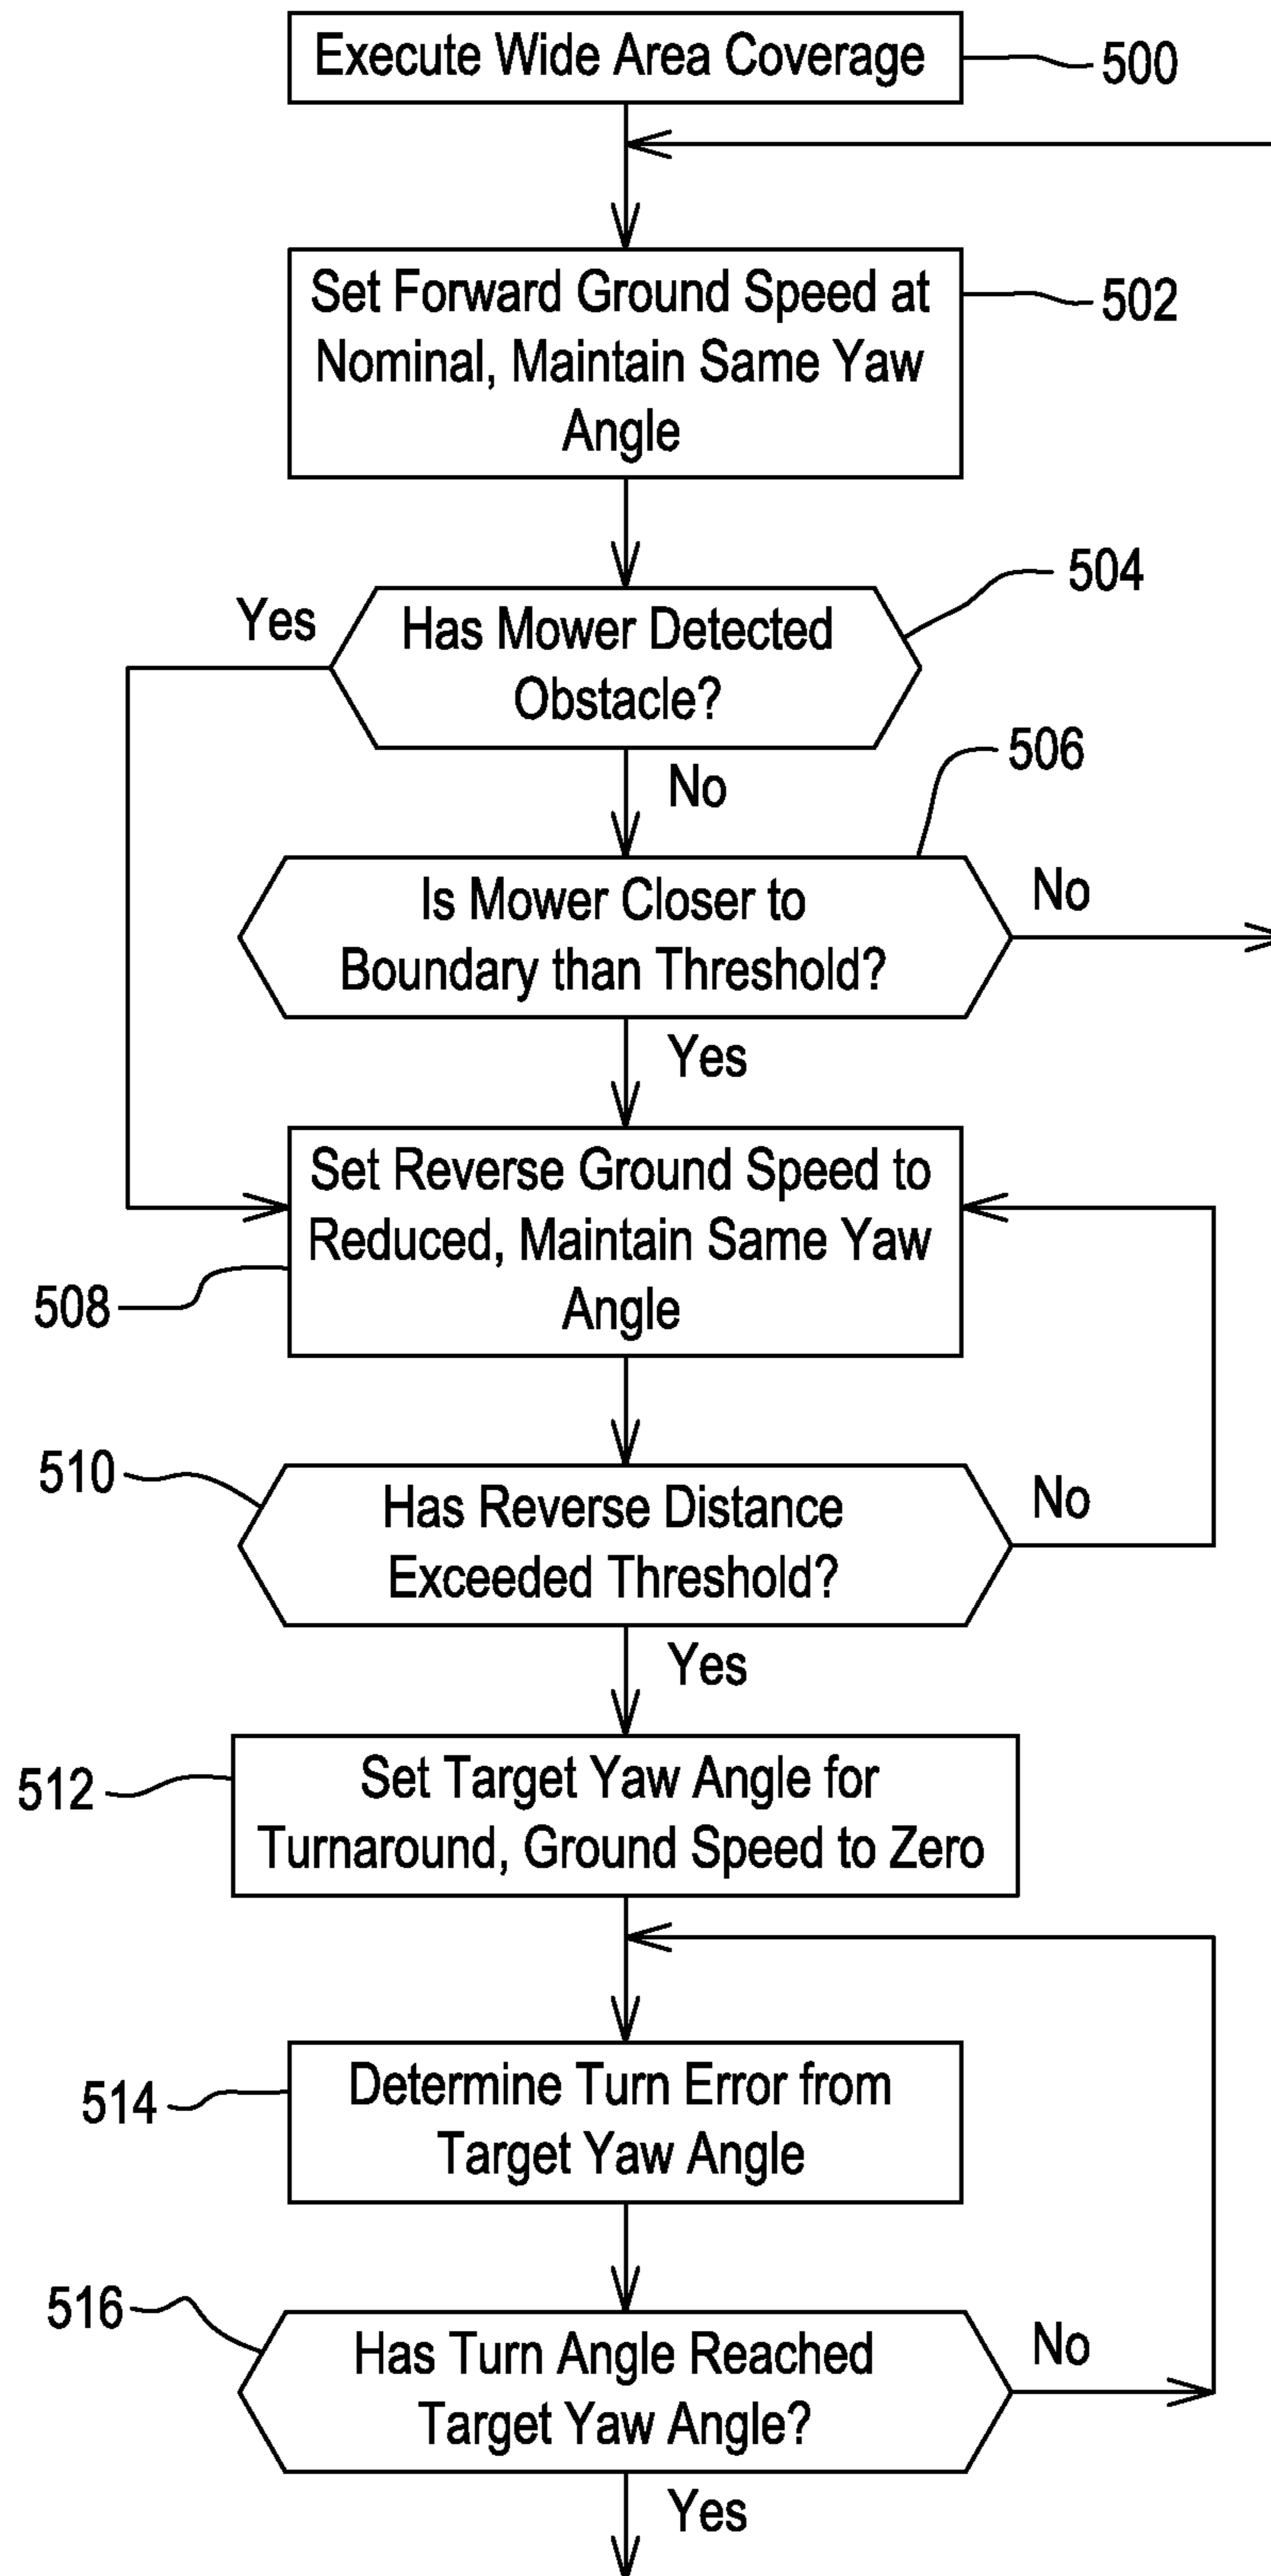 Execute Wide Area Coverage
500
Set Forward Ground Speed at
Nominal, Maintain Same Yaw
Angle
502
504
Yes
Has Mower Detected
Obstacle?
No
506
Is Mower Closer to
Boundary than Threshold?
No
Yes
Set Reverse Ground Speed to
Reduced, Maintain Same Yaw
Angle
508
510
Has Reverse Distance
Exceeded Threshold?
No
Yes
512
Set Target Yaw Angle for
Turnaround, Ground Speed to Zero
514
Determine Turn Error from
Target Yaw Angle
516
Has Turn Angle Reached
Target Yaw Angle?
No
Yes